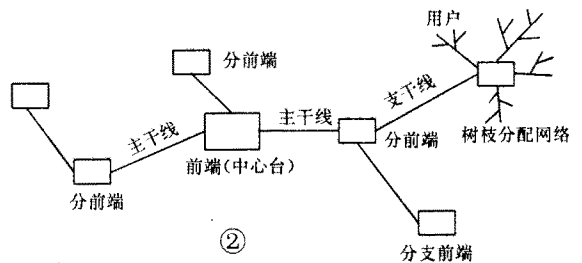 用户
分前端
支干线
主干线
主干线
树枝分配网络
前端(中心台)
分前端
分前端
分支前端
②